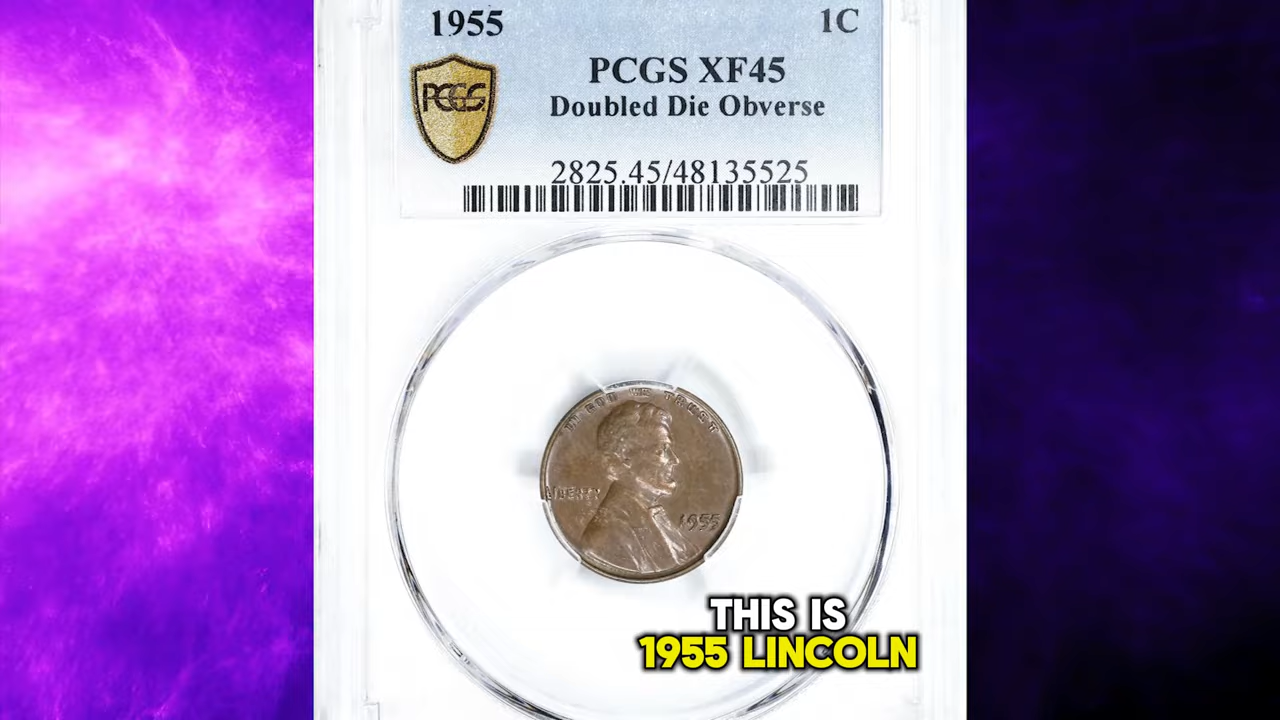 1955 1C
PCGS XF45
PCGS
Doubled Die Obverse
2825.45/48135525
IN GOD WE TRUST
LIBERTY
1955
THIS IS
1955 LINCOLN